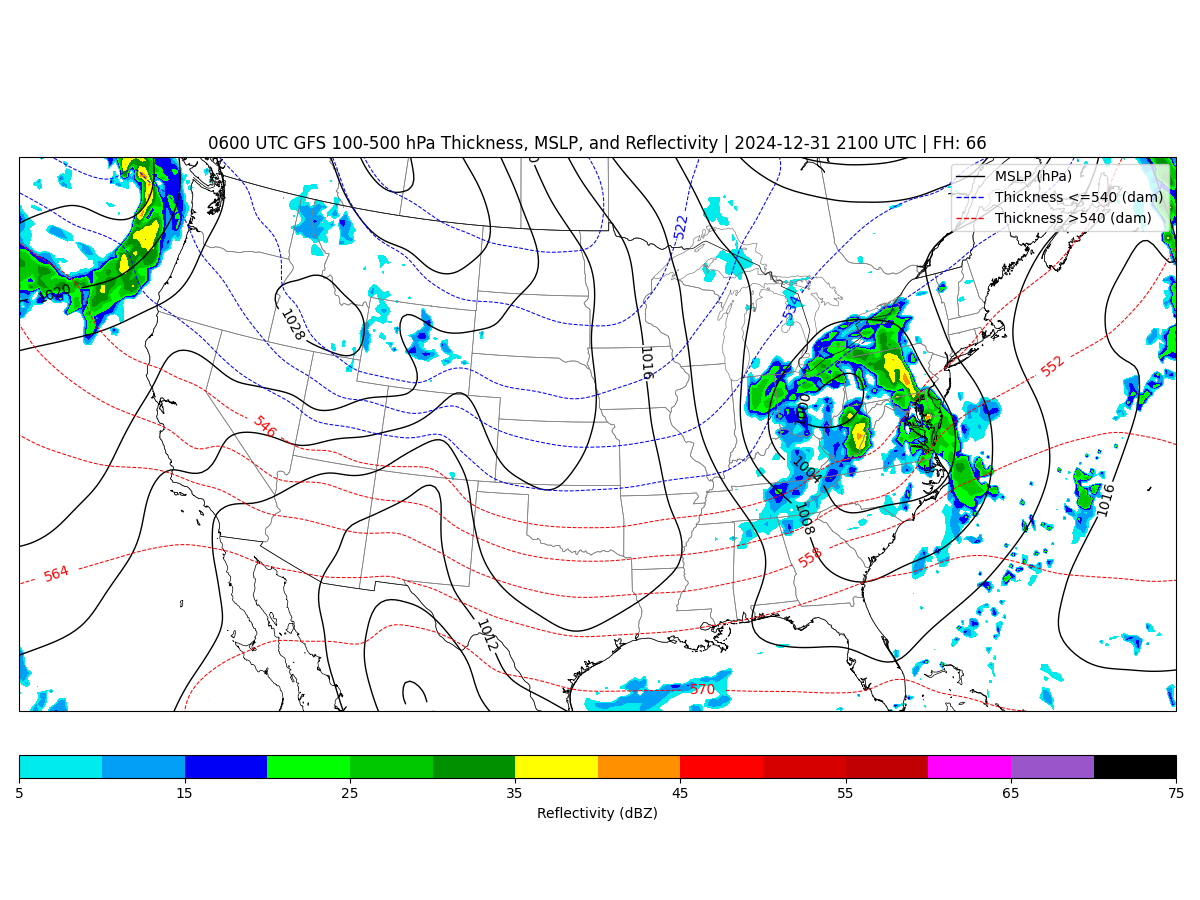 0600 UTC GFS 100-500 hPa Thickness, MSLP, and Reflectivity | 2024-12-31 2100 UTC | FH: 66
MSLP (hPa)
Thickness <=540 (dam)
Thickness >540 (dam)
522
1020
534
1028
1016
552
546
1004
1016
1008
558
564
1012
570
5 15 25 35 45 55 65 75
Reflectivity (dBZ)